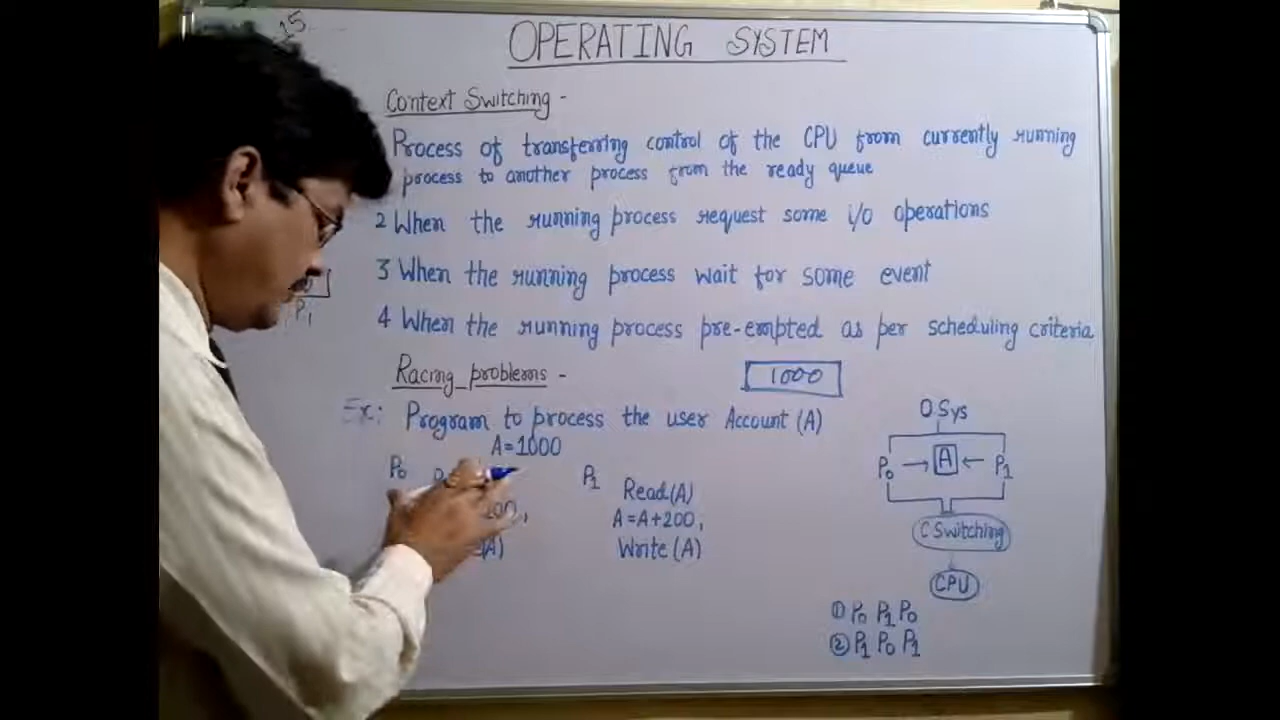 15
OPERATING SYSTEM
Context Switching -
Process of transferring control of the CPU from currently running
process to another process from the ready queue
2 When the running process request some i/o operations
3 When the running process wait for some event
4 When the running process pre-empted as per scheduling criteria
P1
Racing problems -
1000
Ex: Program to process the user Account (A)
A=1000
P0
200,
(A)
P1
Read(A)
A=A+200,
Write (A)
O Sys
P0 → A ← P1
C Switching
CPU
① P0 P1 P0
② P1 P0 P1